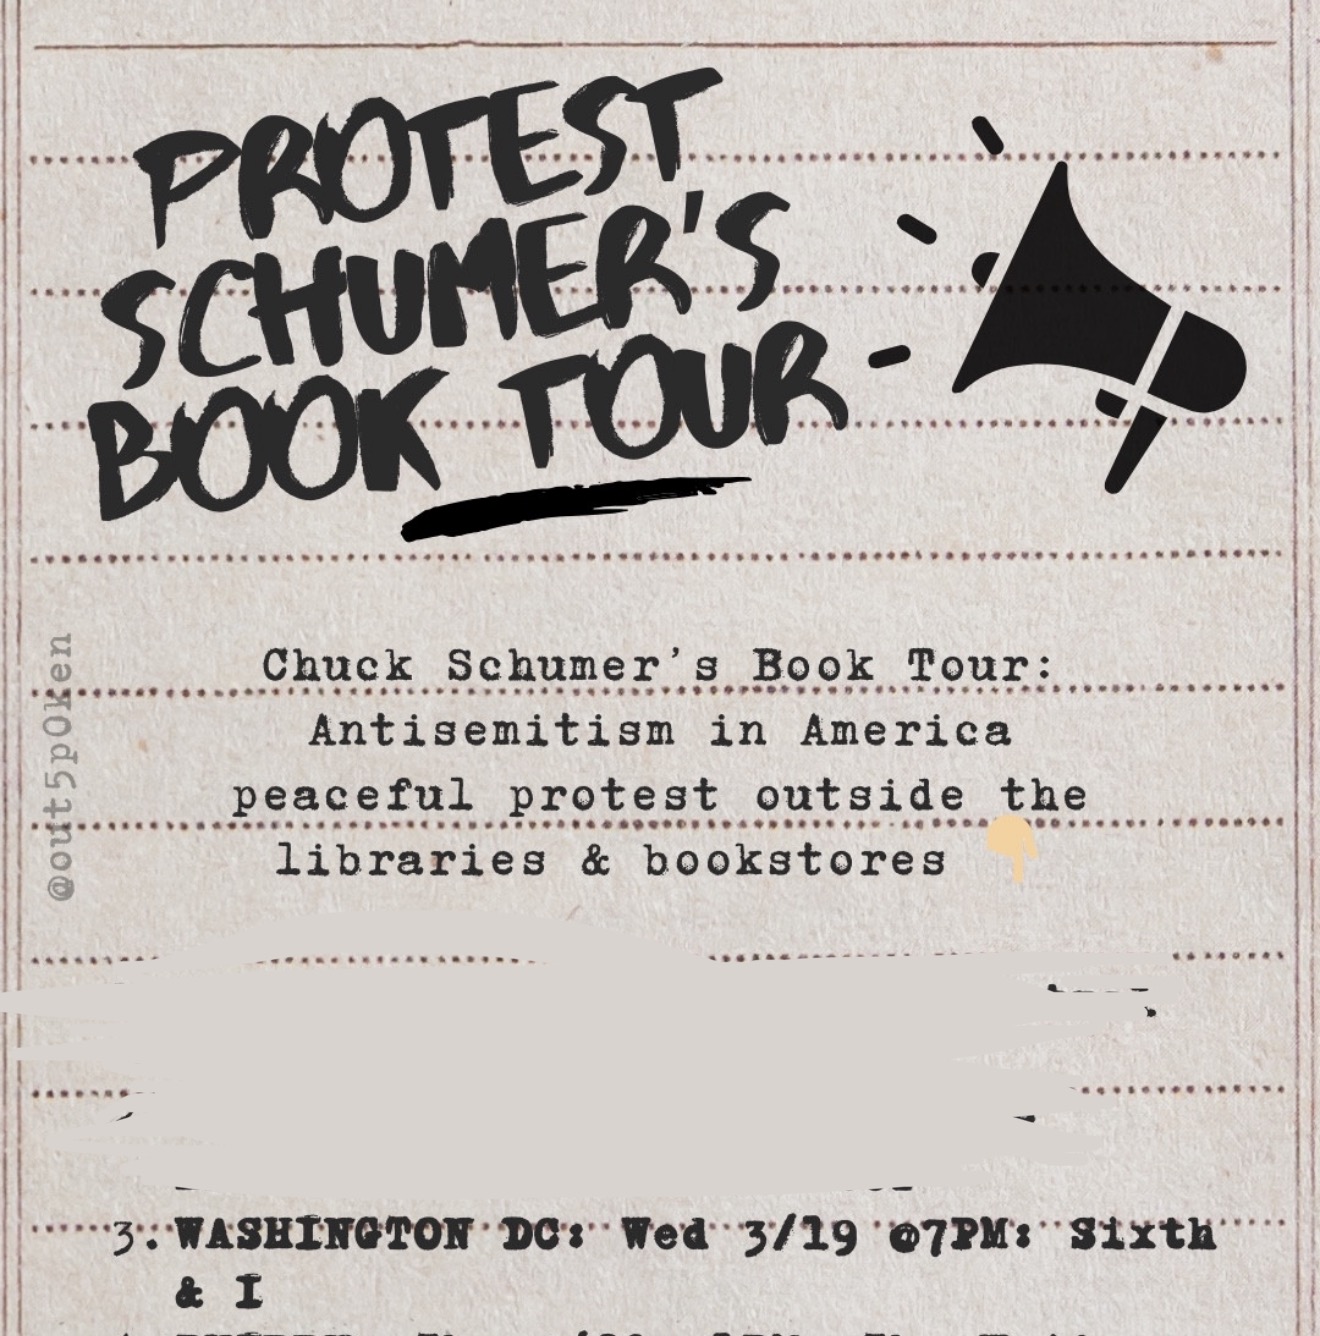 PROTEST
SCHUMER'S
BOOK TOUR
@out5p0ken
Chuck Schumer's Book Tour:
Antisemitism in America
peaceful protest outside the
libraries & bookstores 👇🏼
3. WASHINGTON DC: Wed 3/19 @7PM: Sixth
& I